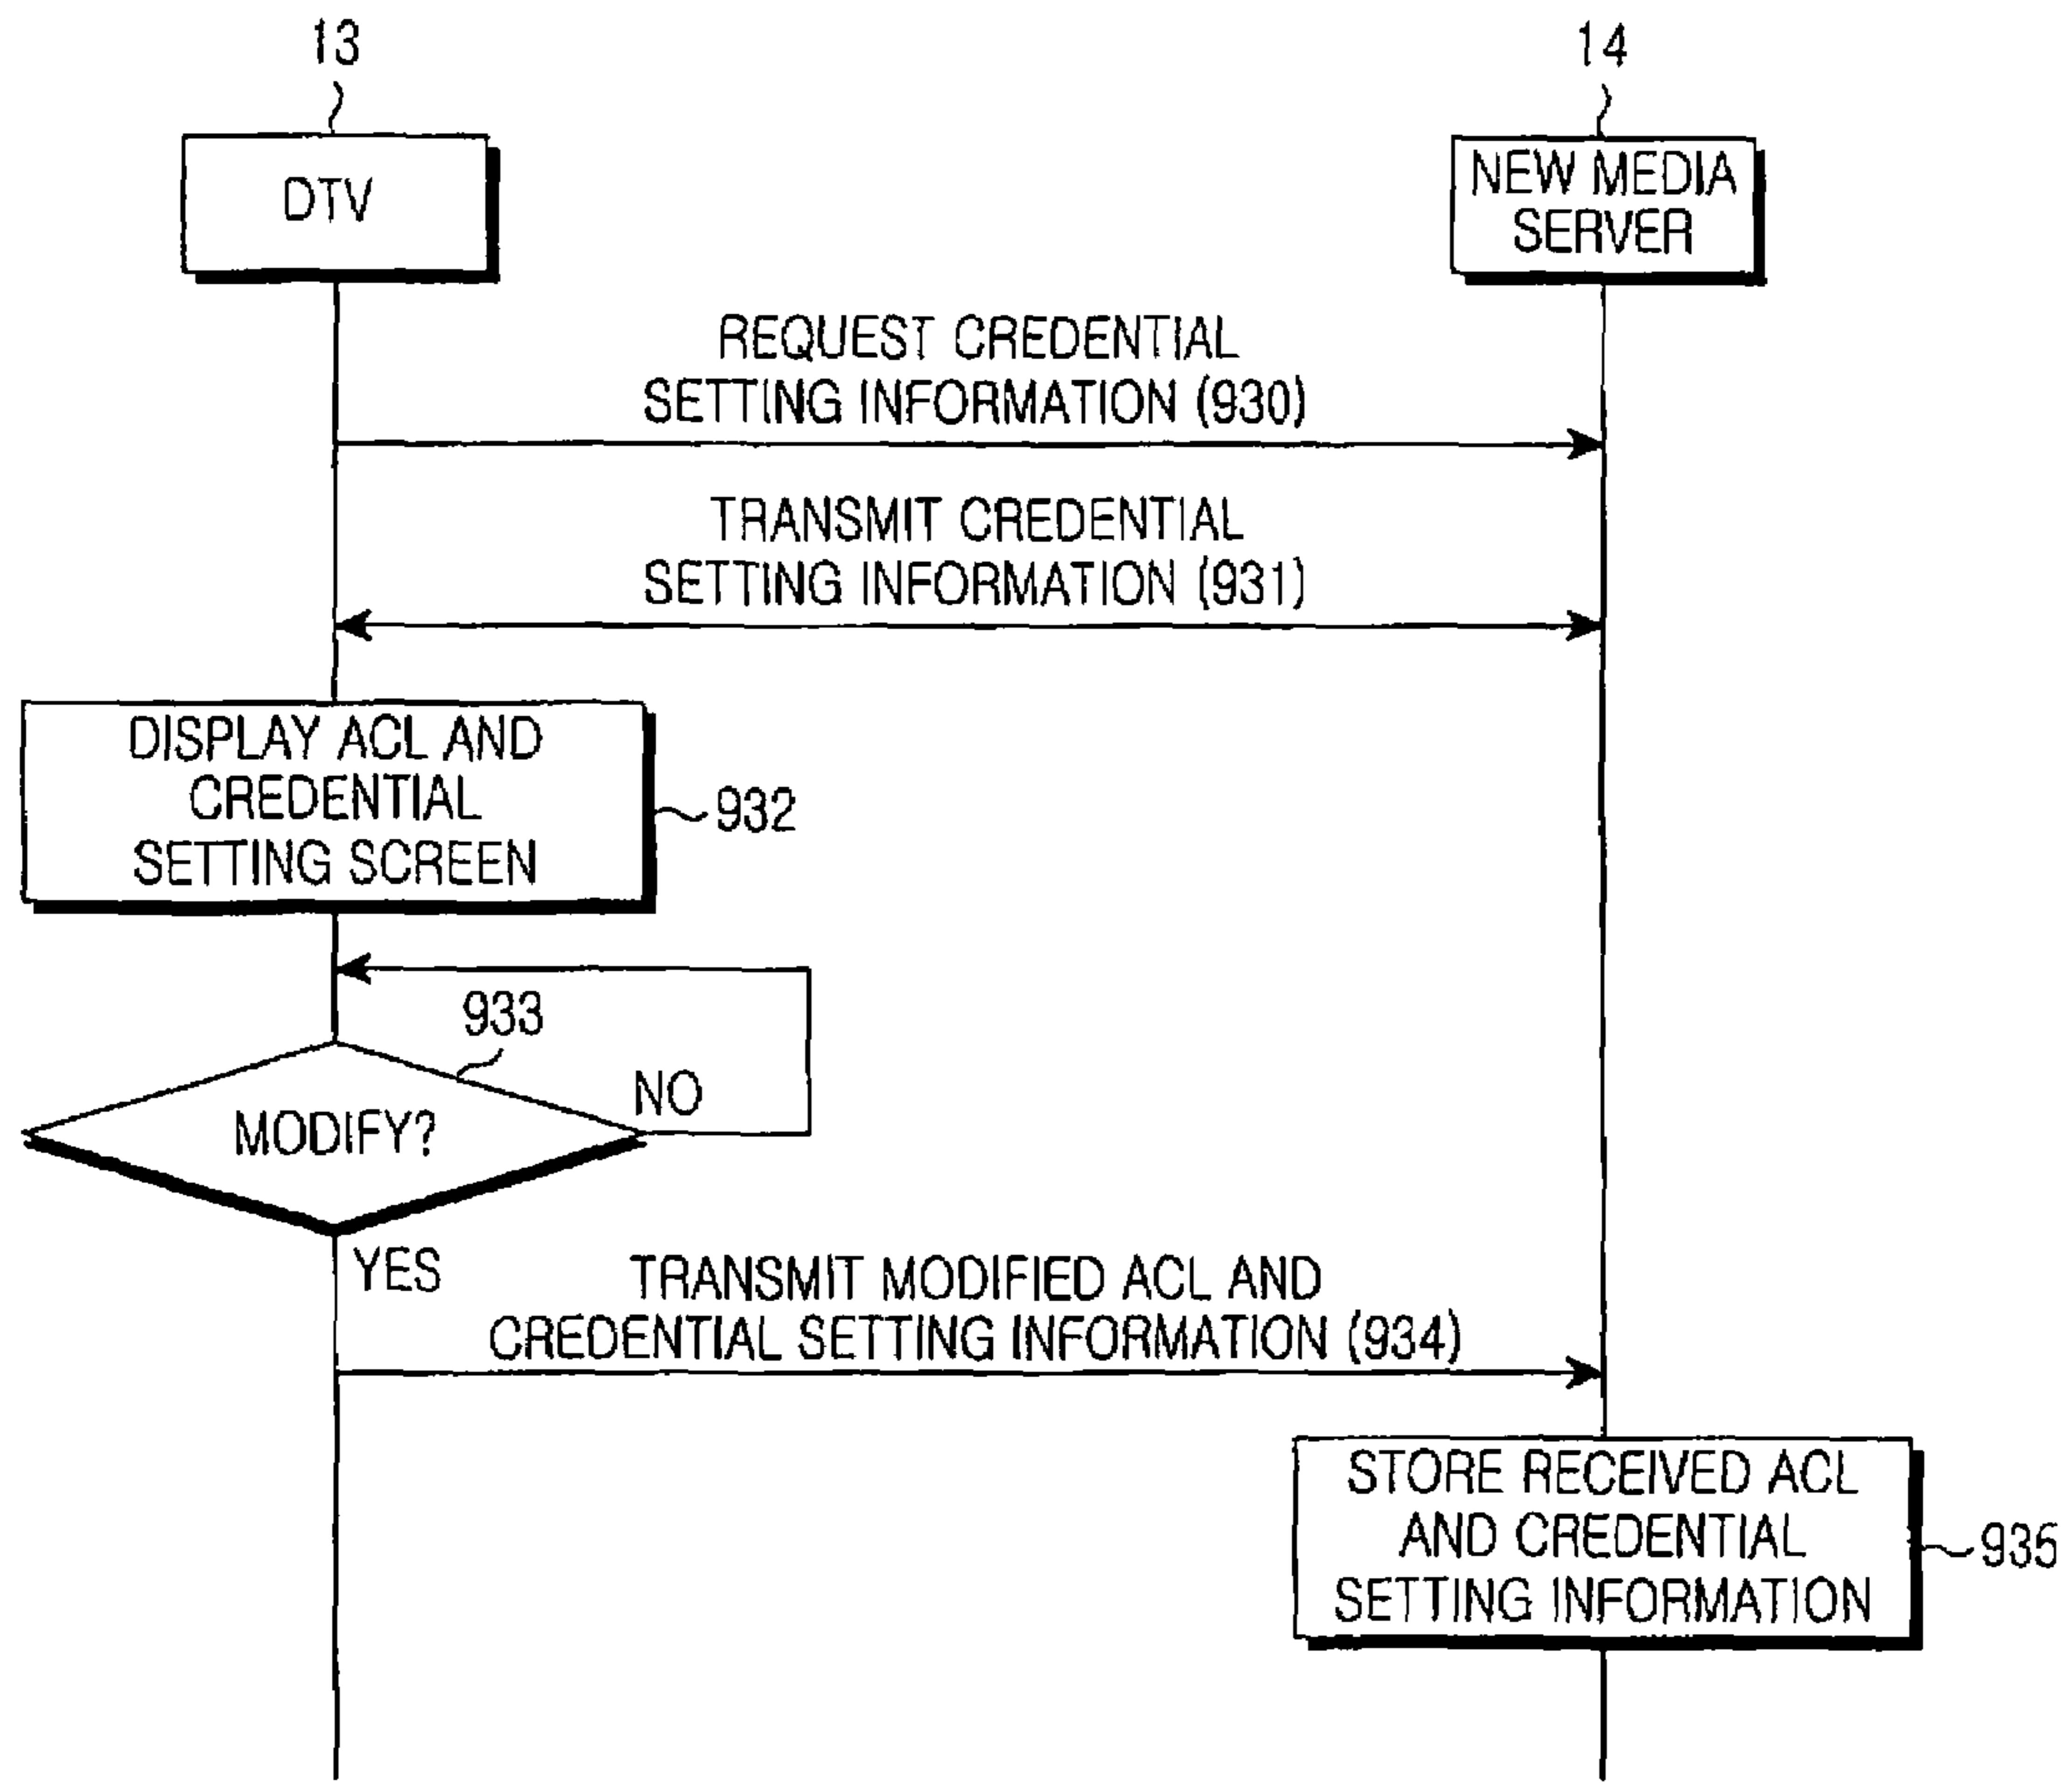 13
14
DTV
NEW MEDIA
SERVER
REQUEST CREDENTIAL
SETTING INFORMATION (930)
TRANSMIT CREDENTIAL
SETTING INFORMATION (931)
DISPLAY ACL AND
CREDENTIAL
SETTING SCREEN
932
933
NO
MODIFY?
YES
TRANSMIT MODIFIED ACL AND
CREDENTIAL SETTING INFORMATION (934)
STORE RECEIVED ACL
AND CREDENTIAL
SETTING INFORMATION
935